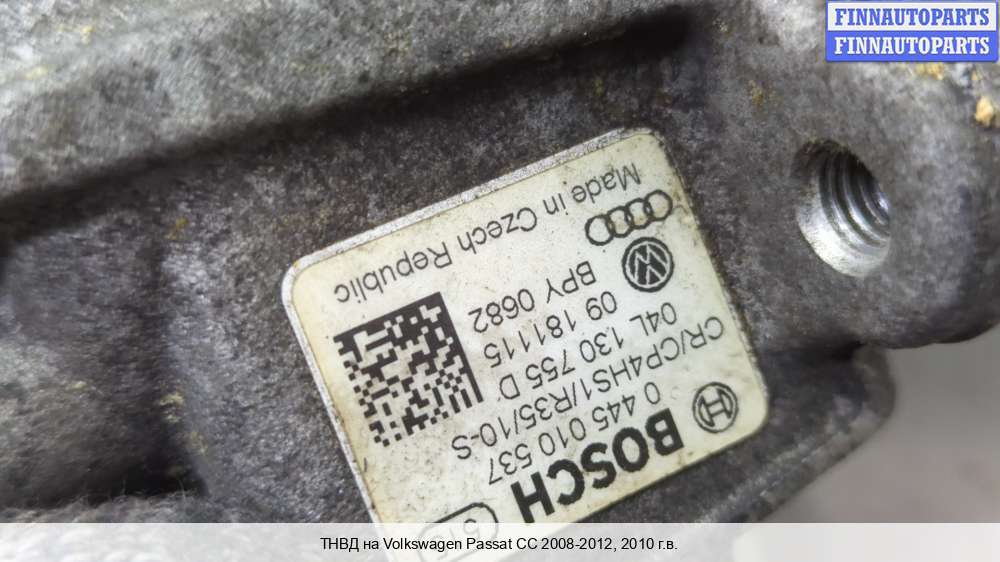 FINNAUTOPARTS
FINNAUTOPARTS
BOSCH
0 445 010 537
CR/CP4HS1/R35/10-S
04L 130 755 D
09 181115
BPY 0682
Made in Czech Republic
ТНВД на Volkswagen Passat CC 2008-2012, 2010 г.в.